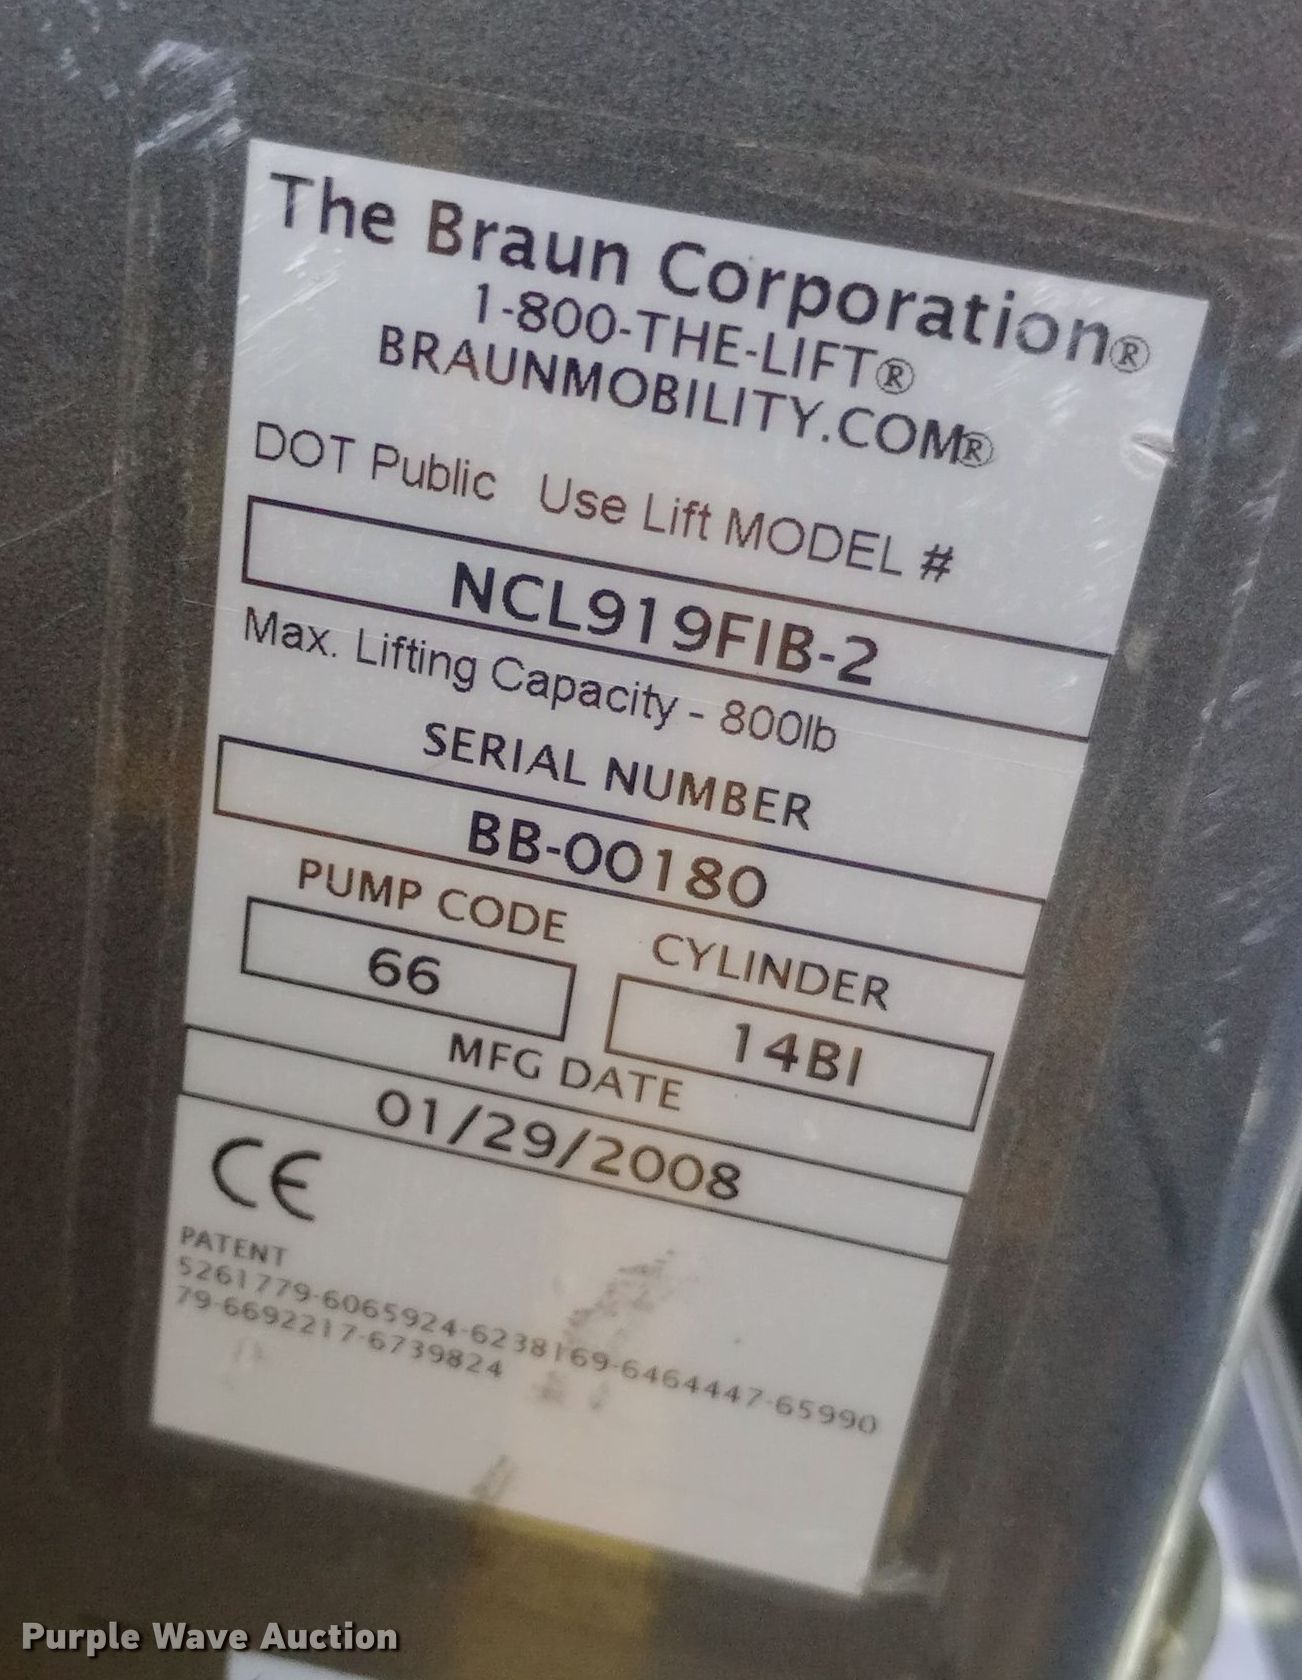 The Braun Corporation®
1-800-THE-LIFT®
BRAUNMOBILITY.COM®
DOT Public Use Lift MODEL #
NCL919FIB-2
Max. Lifting Capacity - 800lb
SERIAL NUMBER
BB-00180
PUMP CODE CYLINDER
66 14BI
MFG DATE
01/29/2008
CE
PATENT
5261779-6065924-6238169-6464447-65990
79-6692217-6739824
Purple Wave Auction